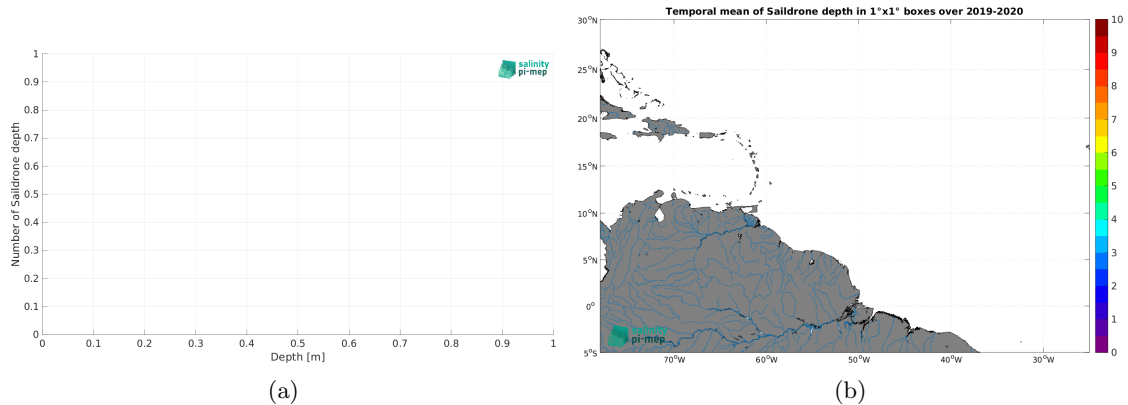 Temporal mean of Saildrone depth in 1°x1° boxes over 2019-2020
salinity
pi-mep
Number of Saildrone depth
1
0.9
0.8
0.7
0.6
0.5
0.4
0.3
0.2
0.1
0
0 0.1 0.2 0.3 0.4 0.5 0.6 0.7 0.8 0.9 1
Depth [m]
(a)
30°N
25°N
20°N
15°N
10°N
5°N
0°
5°S
salinity
pi-mep
70°W 60°W 50°W 40°W 30°W
10
9
8
7
6
5
4
3
2
1
0
(b)